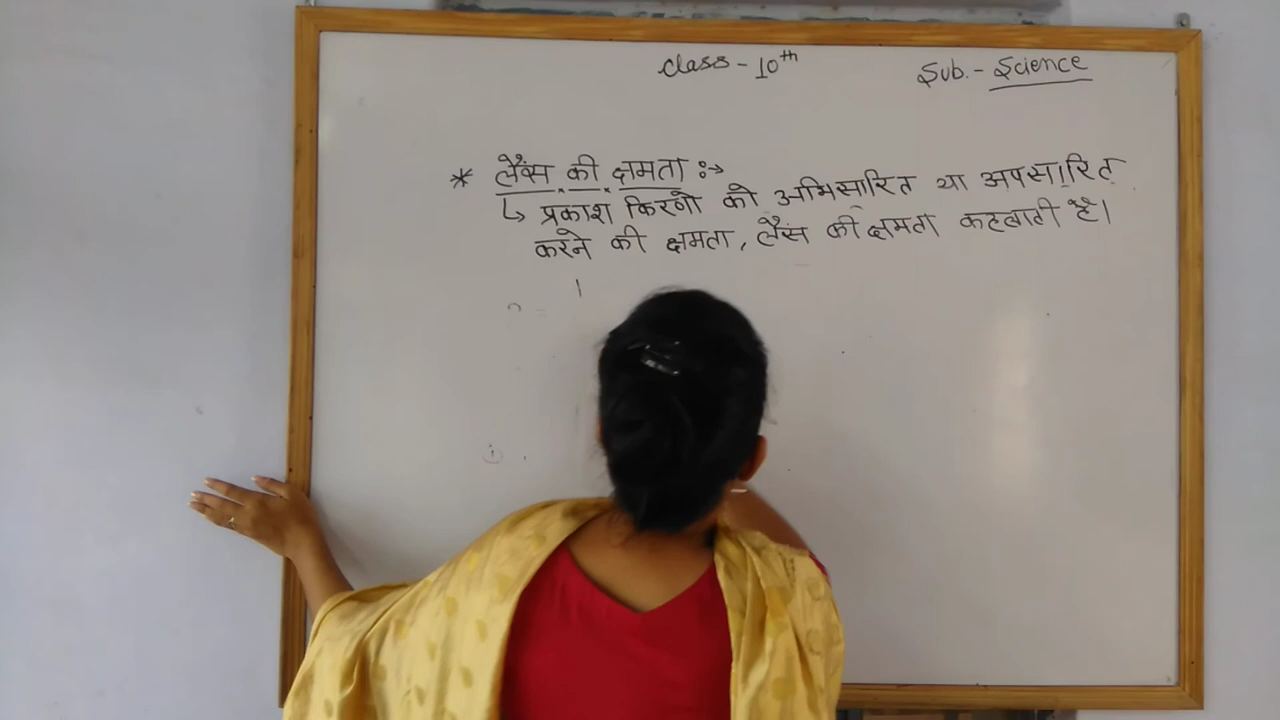 Class - 10th
Sub. - Science
* लैंस की क्षमता :→
↳ प्रकाश किरणो को अभिसारित या अपसारित
करने की क्षमता, लैंस की क्षमता कहलाती है।